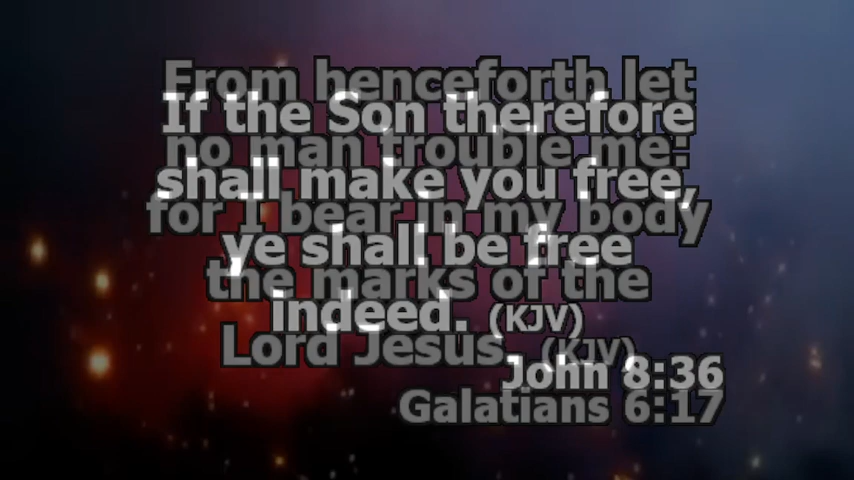 From henceforth let
If the Son therefore
no man trouble me:
shall make you free,
for I bear in my body
ye shall be free
the marks of the
indeed. (KJV)
Lord Jesus. (KJV)
John 8:36
Galatians 6:17